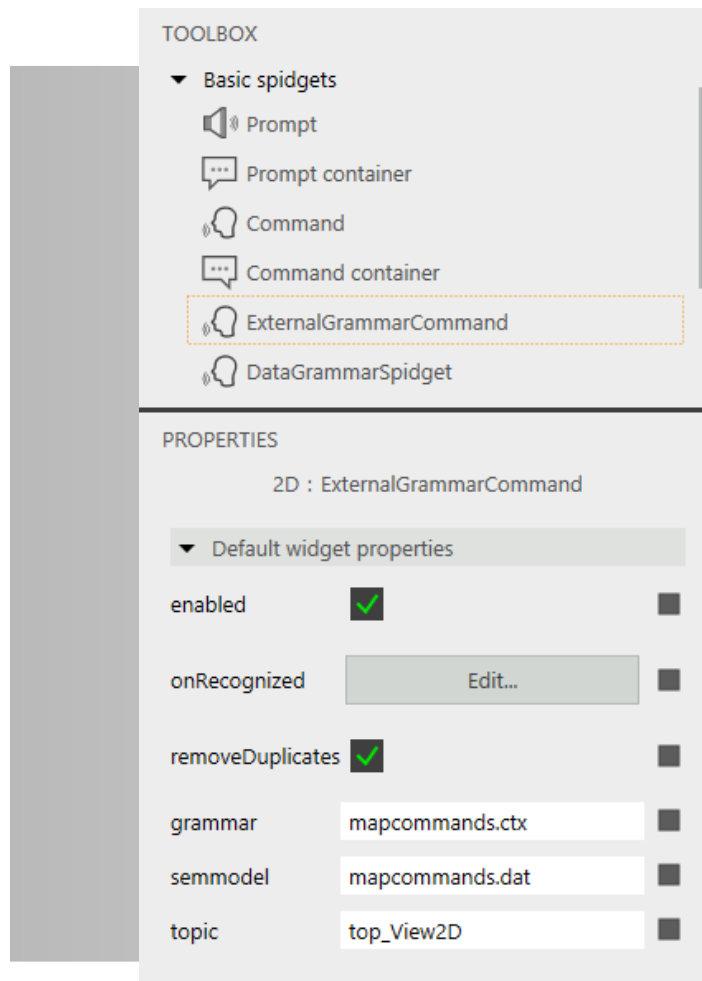 TOOLBOX
Basic spidgets
Prompt
Prompt container
Command
Command container
ExternalGrammarCommand
DataGrammarSpidget
PROPERTIES
2D : ExternalGrammarCommand
Default widget properties
enabled
onRecognized Edit...
removeDuplicates
grammar mapcommands.ctx
semmodel mapcommands.dat
topic top_View2D